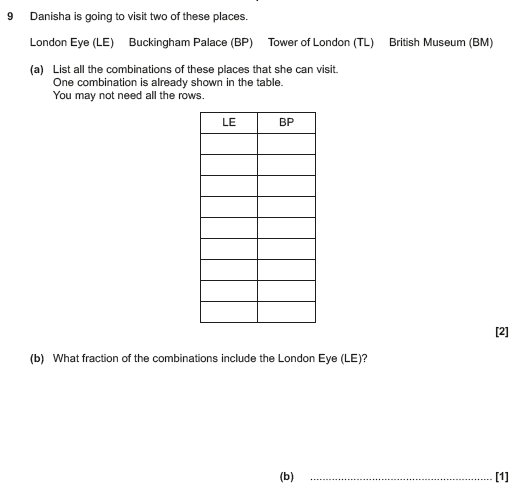 9 Danisha is going to visit two of these places.
London Eye (LE) Buckingham Palace (BP) Tower of London (TL) British Museum (BM)
(a) List all the combinations of these places that she can visit.
One combination is already shown in the table.
You may not need all the rows.
LE BP
[2]
(b) What fraction of the combinations include the London Eye (LE)?
(b) ............................................................ [1]